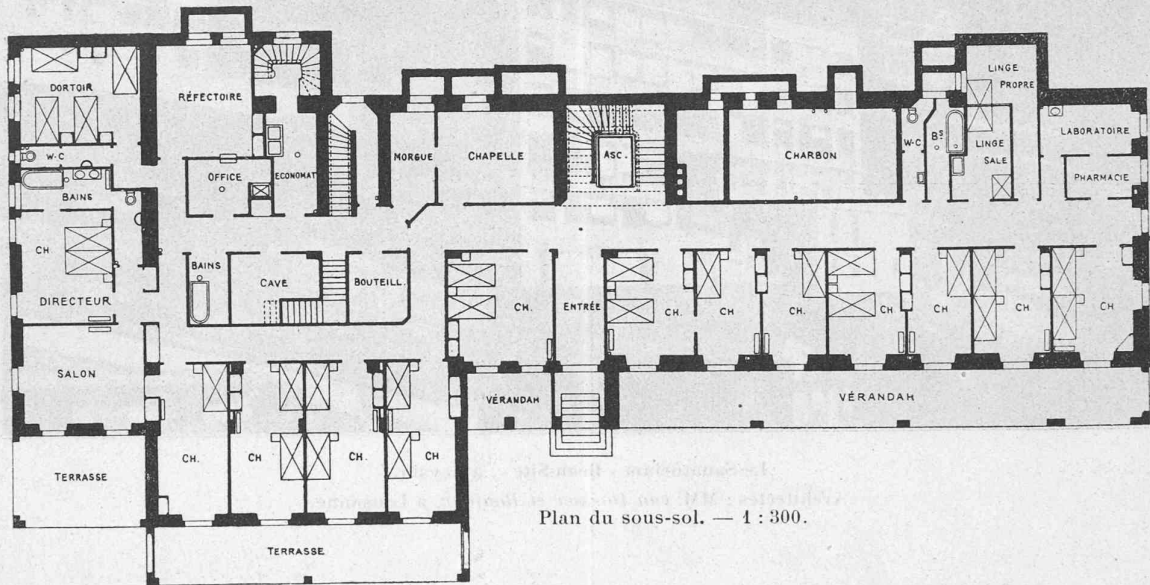 DORTOIR
RÉFECTOIRE
W-C
BAINS
OFFICE
ECONOMAT
MORGUE
CHAPELLE
ASC.
CHARBON
W-C
Bs
LINGE
PROPRE
LINGE
SALE
LABORATOIRE
PHARMACIE
CH
DIRECTEUR
BAINS
CAVE
BOUTEILL.
CH.
ENTRÉE
CH.
CH
CH.
CH
CH
CH
CH
SALON
VÉRANDAH
VÉRANDAH
CH.
CH.
CH.
CH.
TERRASSE
TERRASSE
Plan du sous-sol. — 1 : 300.